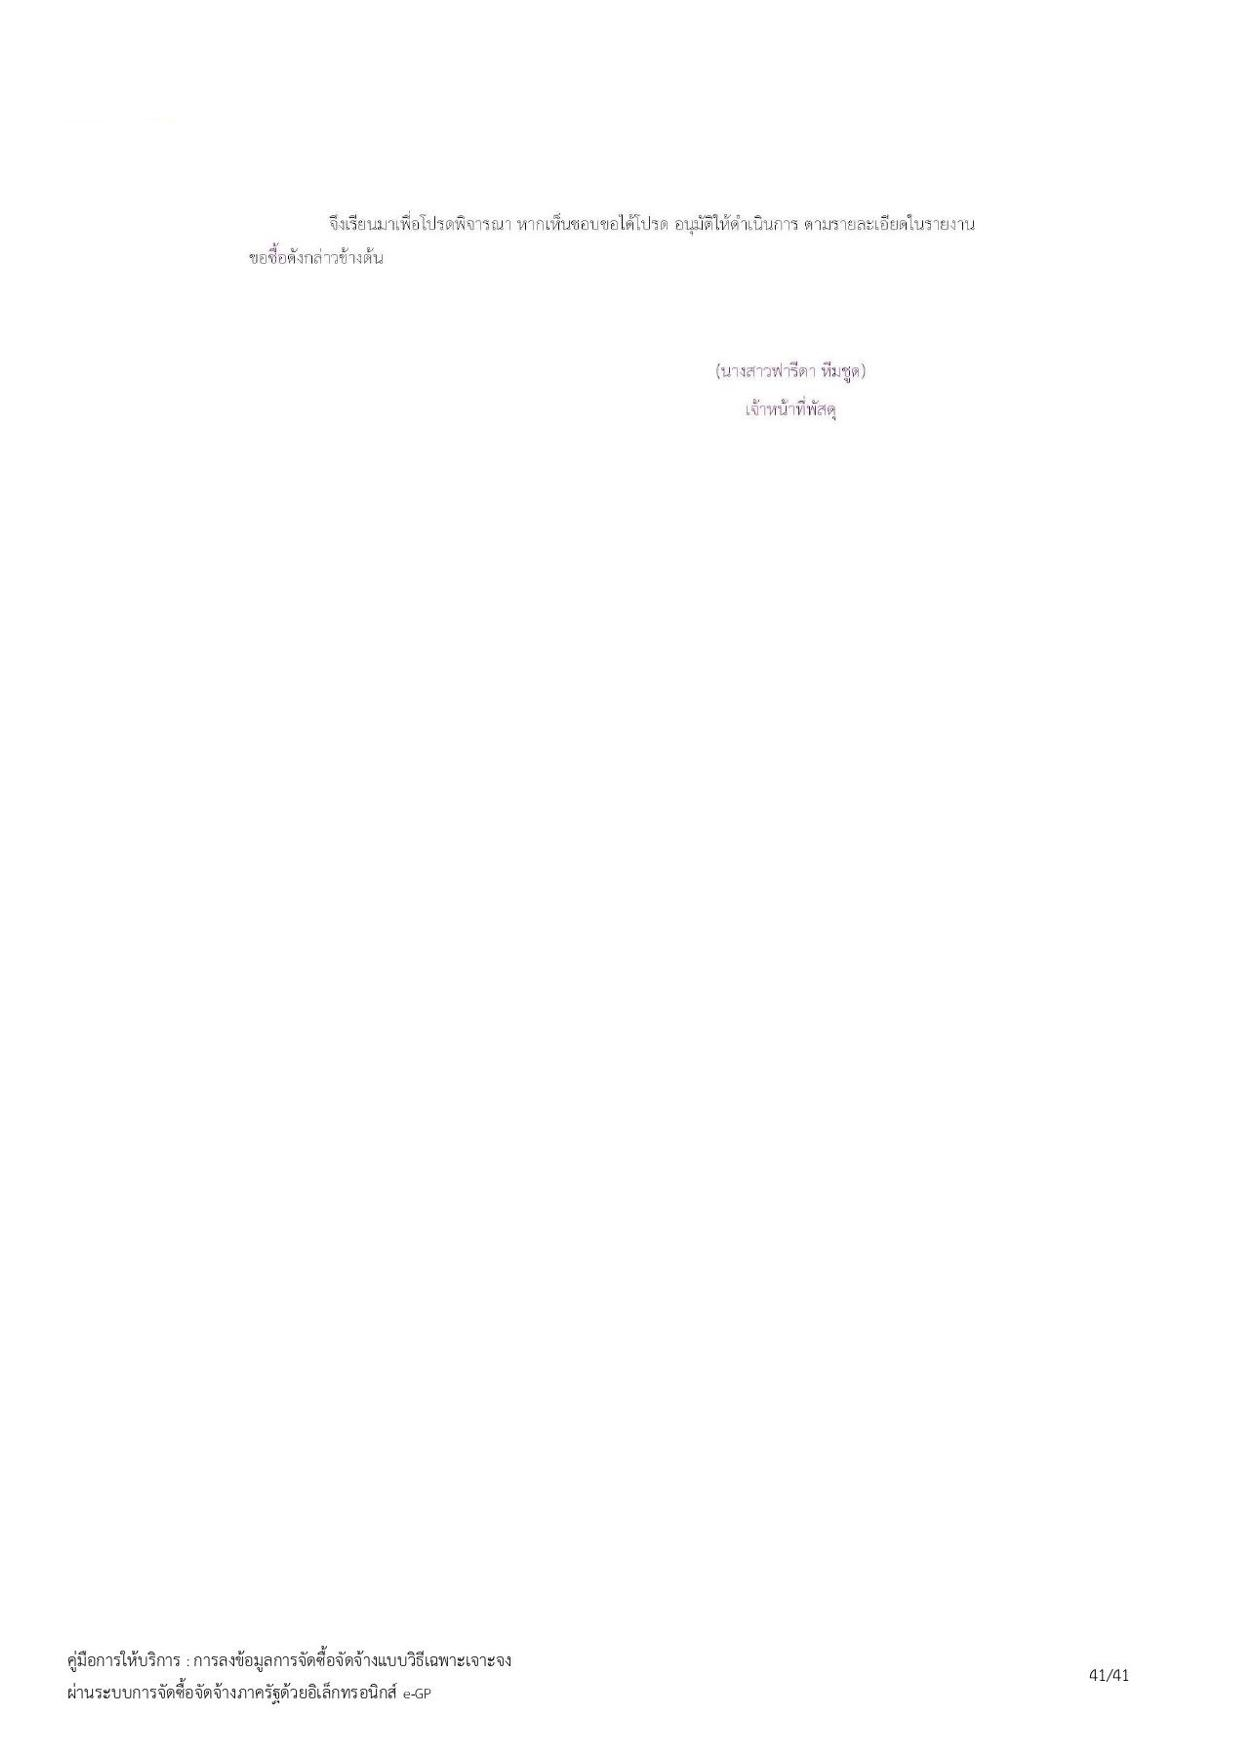 จึงเรียนมาเพื่อโปรดพิจารณา หากเห็นชอบขอได้โปรด อนุมัติให้ดำเนินการ ตามรายละเอียดในรายงาน
ขอซื้อดังกล่าวข้างต้น
(นางสาวฟารีดา หีมชูด)
เจ้าหน้าที่พัสดุ
คู่มือการให้บริการ : การลงข้อมูลการจัดซื้อจัดจ้างแบบวิธีเฉพาะเจาะจง
ผ่านระบบการจัดซื้อจัดจ้างภาครัฐด้วยอิเล็กทรอนิกส์ e-GP
41/41